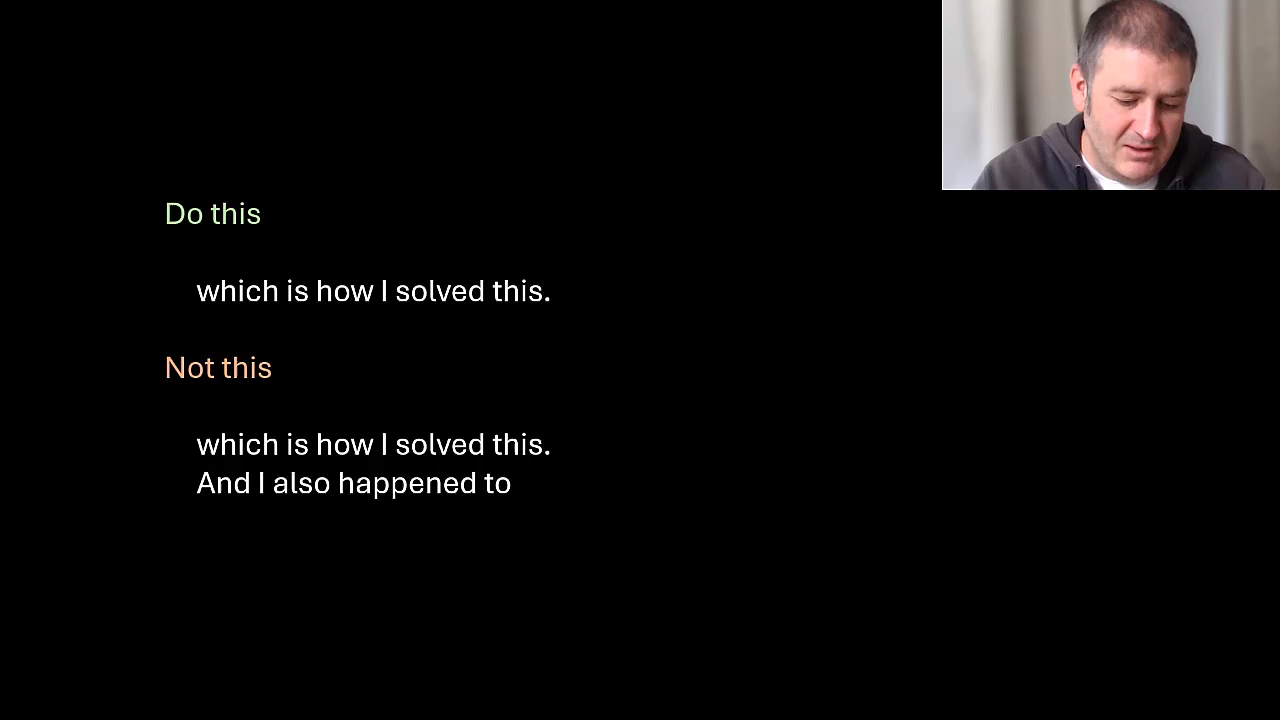 Do this
which is how I solved this.
Not this
which is how I solved this.
And I also happened to